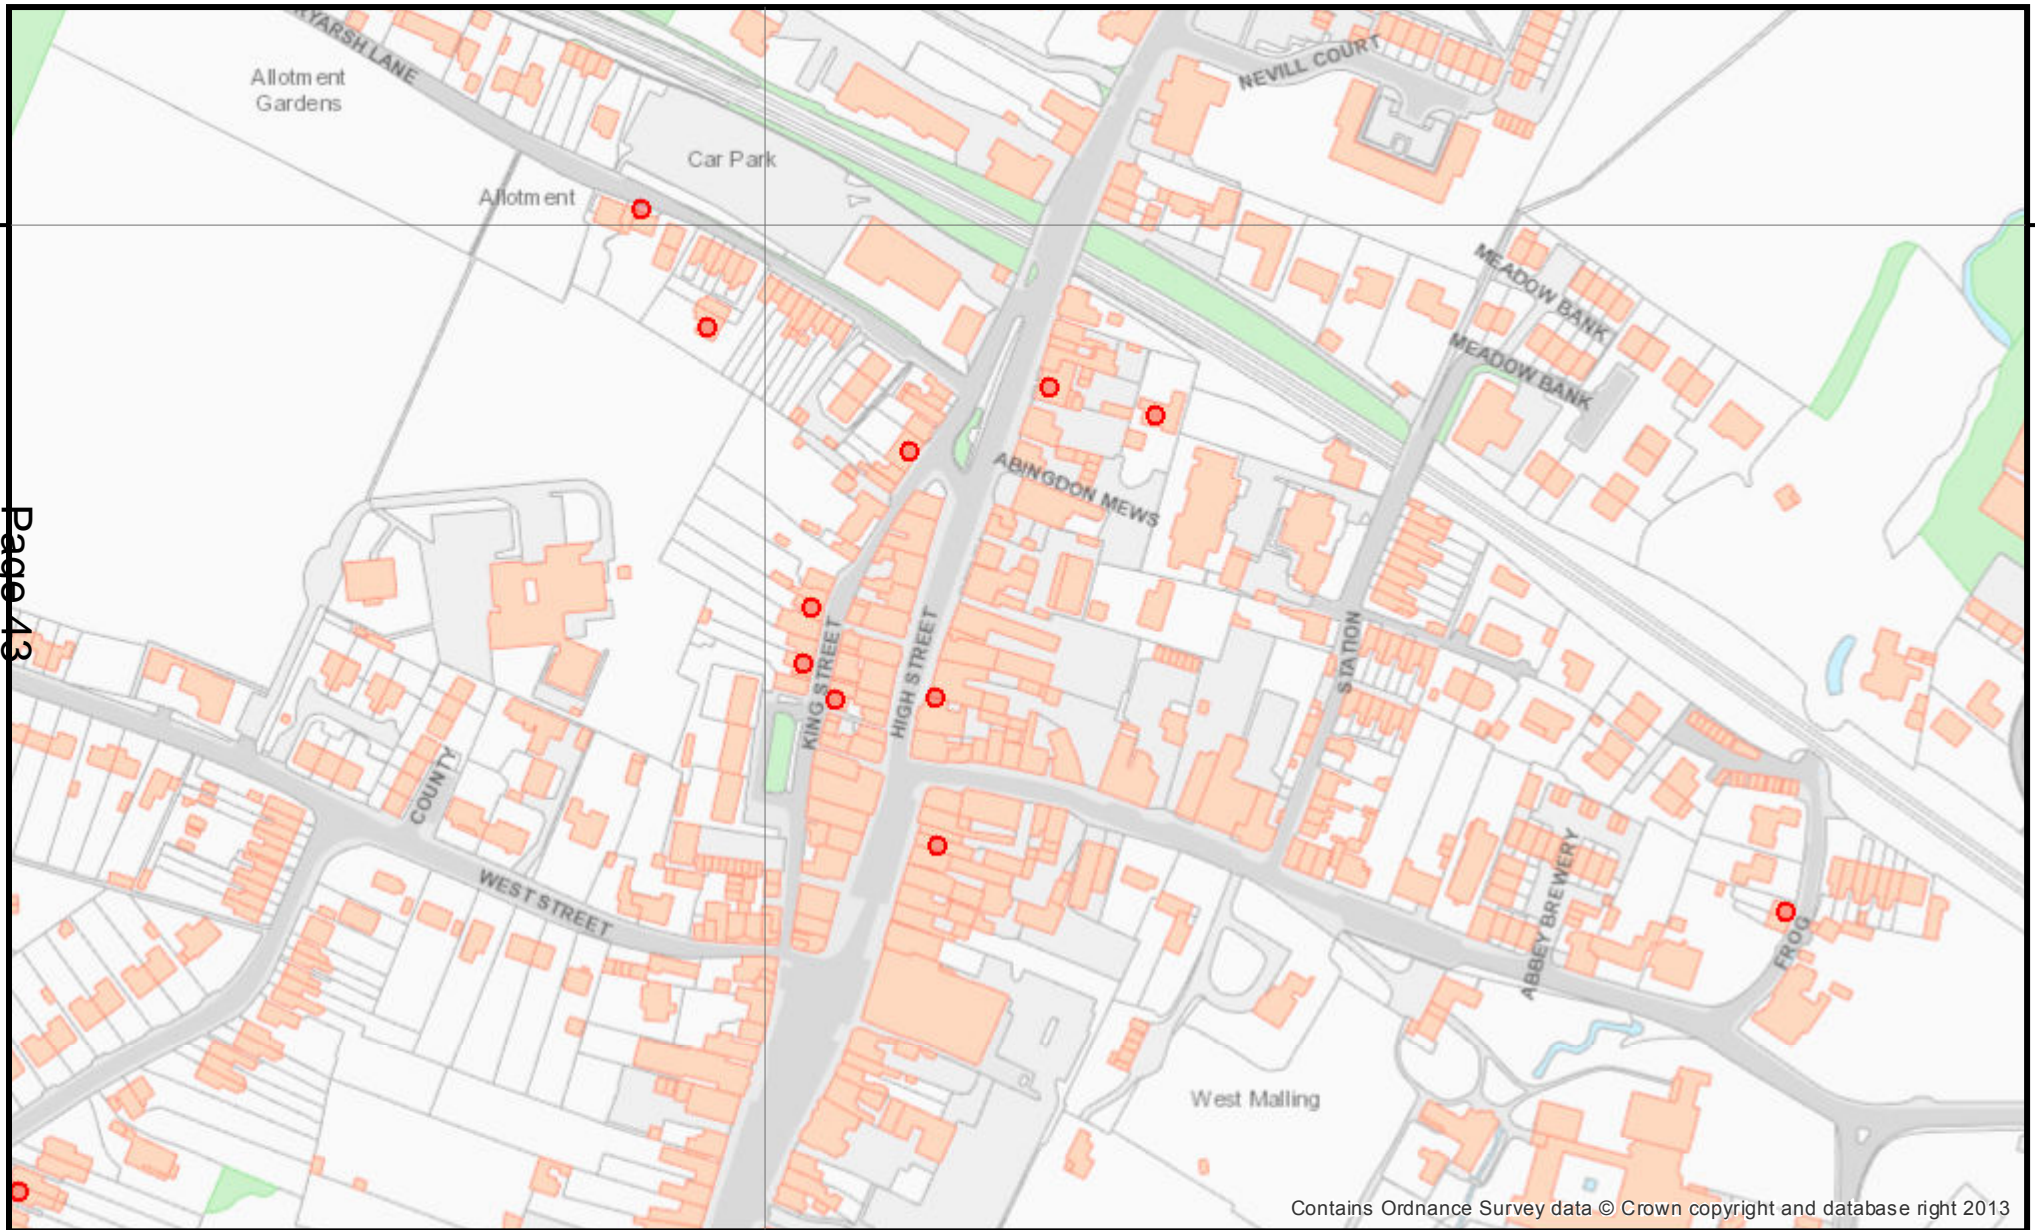 RYARSH LANE
Allotment
Gardens
NEVILL COURT
Car Park
Allotment
MEADOW BANK
MEADOW BANK
ABINGDON MEWS
Page 43
KING STREET
HIGH STREET
STATION
COUNTY
WEST STREET
ABBEY BREWERY
FROG
West Malling
Contains Ordnance Survey data © Crown copyright and database right 2013